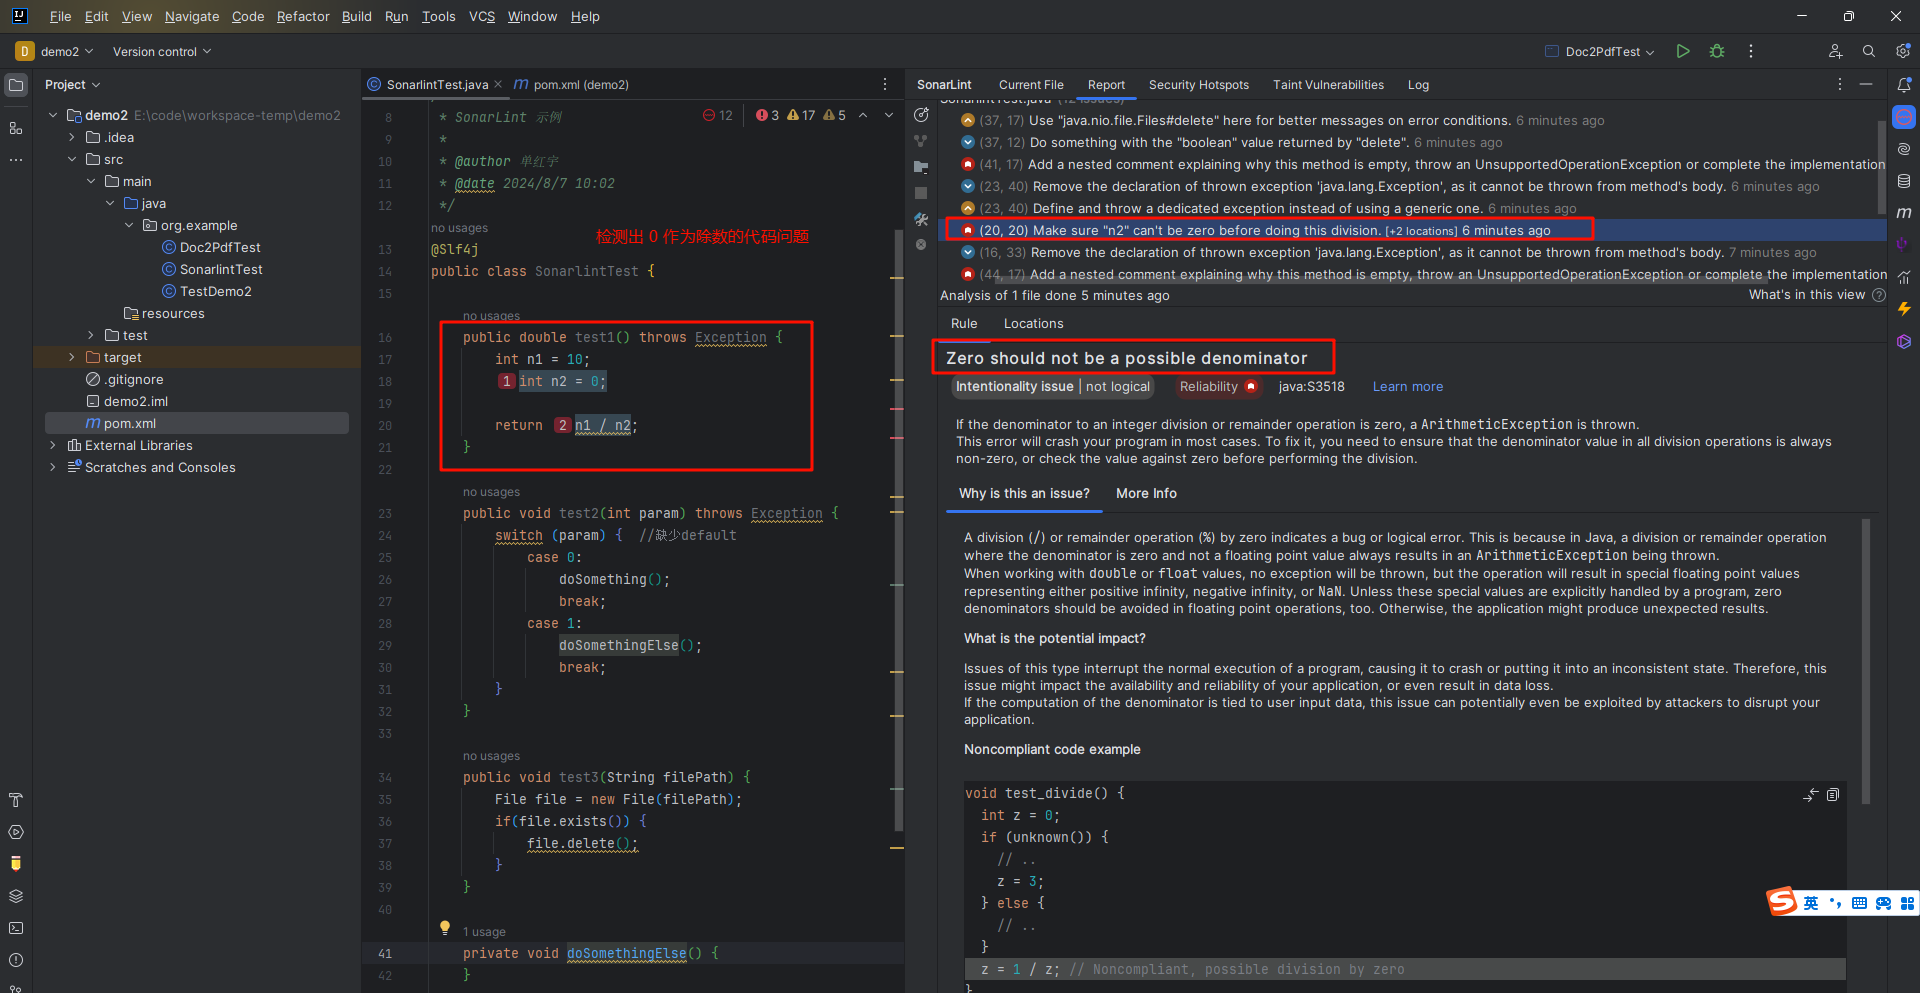 File Edit View Navigate Code Refactor Build Run Tools VCS Window Help
D demo2 Version control Doc2PdfTest
Project
demo2 E:\code\workspace-temp\demo2
.idea
src
main
java
org.example
Doc2PdfTest
SonarlintTest
TestDemo2
resources
test
target
.gitignore
demo2.iml
pom.xml
External Libraries
Scratches and Consoles
SonarlintTest.java pom.xml (demo2)
12 3 17 5
8 * SonarLint 示例
9 *
10 * @author 单红宇
11 * @date 2024/8/7 10:02
12 */
no usages
检测出 0 作为除数的代码问题
13 @Slf4j
14 public class SonarlintTest {
15
no usages
16 public double test1() throws Exception {
17 int n1 = 10;
18 1 int n2 = 0;
19
20 return 2 n1 / n2;
21 }
22
no usages
23 public void test2(int param) throws Exception {
24 switch (param) { //缺少default
25 case 0:
26 doSomething();
27 break;
28 case 1:
29 doSomethingElse();
30 break;
31 }
32 }
33
no usages
34 public void test3(String filePath) {
35 File file = new File(filePath);
36 if(file.exists()) {
37 file.delete();
38 }
39 }
40
1 usage
41 private void doSomethingElse() {
42 }
SonarLint Current File Report Security Hotspots Taint Vulnerabilities Log
SonarlintTest.java (12 issues)
(37, 17) Use "java.nio.file.Files#delete" here for better messages on error conditions. 6 minutes ago
(37, 12) Do something with the "boolean" value returned by "delete". 6 minutes ago
(41, 17) Add a nested comment explaining why this method is empty, throw an UnsupportedOperationException or complete the implementation
(23, 40) Remove the declaration of thrown exception 'java.lang.Exception', as it cannot be thrown from method's body. 6 minutes ago
(23, 40) Define and throw a dedicated exception instead of using a generic one. 6 minutes ago
(20, 20) Make sure "n2" can't be zero before doing this division. [+2 locations] 6 minutes ago
(16, 33) Remove the declaration of thrown exception 'java.lang.Exception', as it cannot be thrown from method's body. 7 minutes ago
(44, 17) Add a nested comment explaining why this method is empty, throw an UnsupportedOperationException or complete the implementation
Analysis of 1 file done 5 minutes ago What's in this view
Rule Locations
Zero should not be a possible denominator
Intentionality issue | not logical Reliability java:S3518 Learn more
If the denominator to an integer division or remainder operation is zero, a ArithmeticException is thrown.
This error will crash your program in most cases. To fix it, you need to ensure that the denominator value in all division operations is always
non-zero, or check the value against zero before performing the division.
Why is this an issue? More Info
A division (/) or remainder operation (%) by zero indicates a bug or logical error. This is because in Java, a division or remainder operation
where the denominator is zero and not a floating point value always results in an ArithmeticException being thrown.
When working with double or float values, no exception will be thrown, but the operation will result in special floating point values
representing either positive infinity, negative infinity, or NaN. Unless these special values are explicitly handled by a program, zero
denominators should be avoided in floating point operations, too. Otherwise, the application might produce unexpected results.
What is the potential impact?
Issues of this type interrupt the normal execution of a program, causing it to crash or putting it into an inconsistent state. Therefore, this
issue might impact the availability and reliability of your application, or even result in data loss.
If the computation of the denominator is tied to user input data, this issue can potentially even be exploited by attackers to disrupt your
application.
Noncompliant code example
void test_divide() {
int z = 0;
if (unknown()) {
// ..
z = 3;
} else {
// ..
}
z = 1 / z; // Noncompliant, possible division by zero
}
S 英